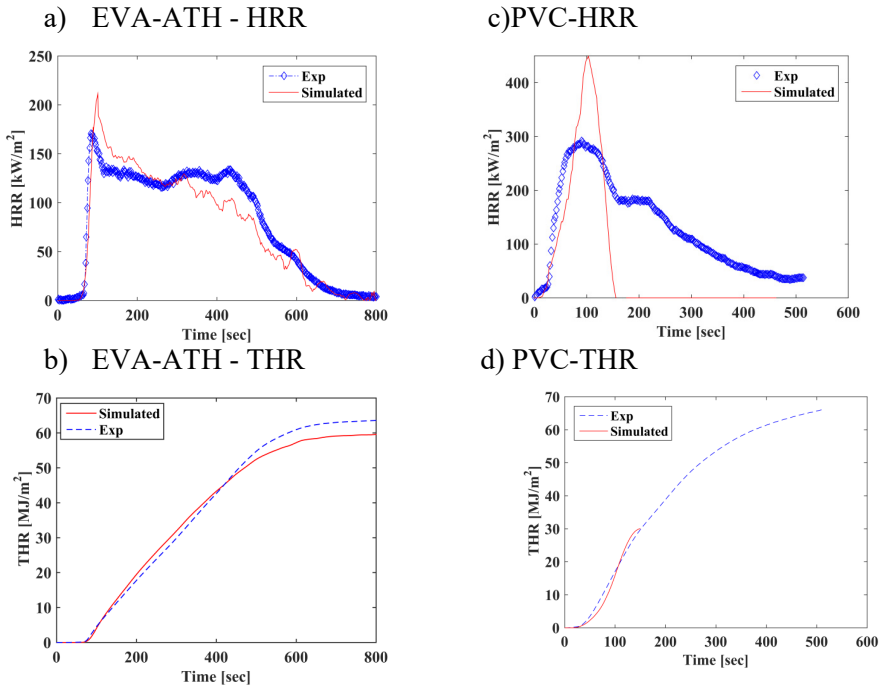 a) EVA-ATH - HRR
250
200
150
100
50
0
HRR [kW/m²]
Exp
Simulated
0 200 400 600 800
Time [sec]
c)PVC-HRR
400
300
200
100
0
HRR [kW/m²]
Exp
Simulated
0 100 200 300 400 500 600
Time [sec]
b) EVA-ATH - THR
70
60
50
40
30
20
10
0
THR [MJ/m²]
Simulated
Exp
0 200 400 600 800
Time [sec]
d) PVC-THR
70
60
50
40
30
20
10
0
THR [MJ/m²]
Exp
Simulated
0 100 200 300 400 500 600
Time [sec]